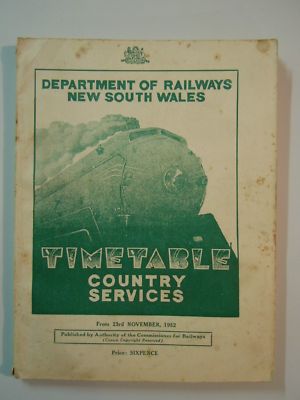 DEPARTMENT OF RAILWAYS
NEW SOUTH WALES
TIMETABLE
COUNTRY
SERVICES
From 23rd NOVEMBER, 1952
Published by Authority of the Commissioner for Railways
(Crown Copyright Reserved)
Price: SIXPENCE